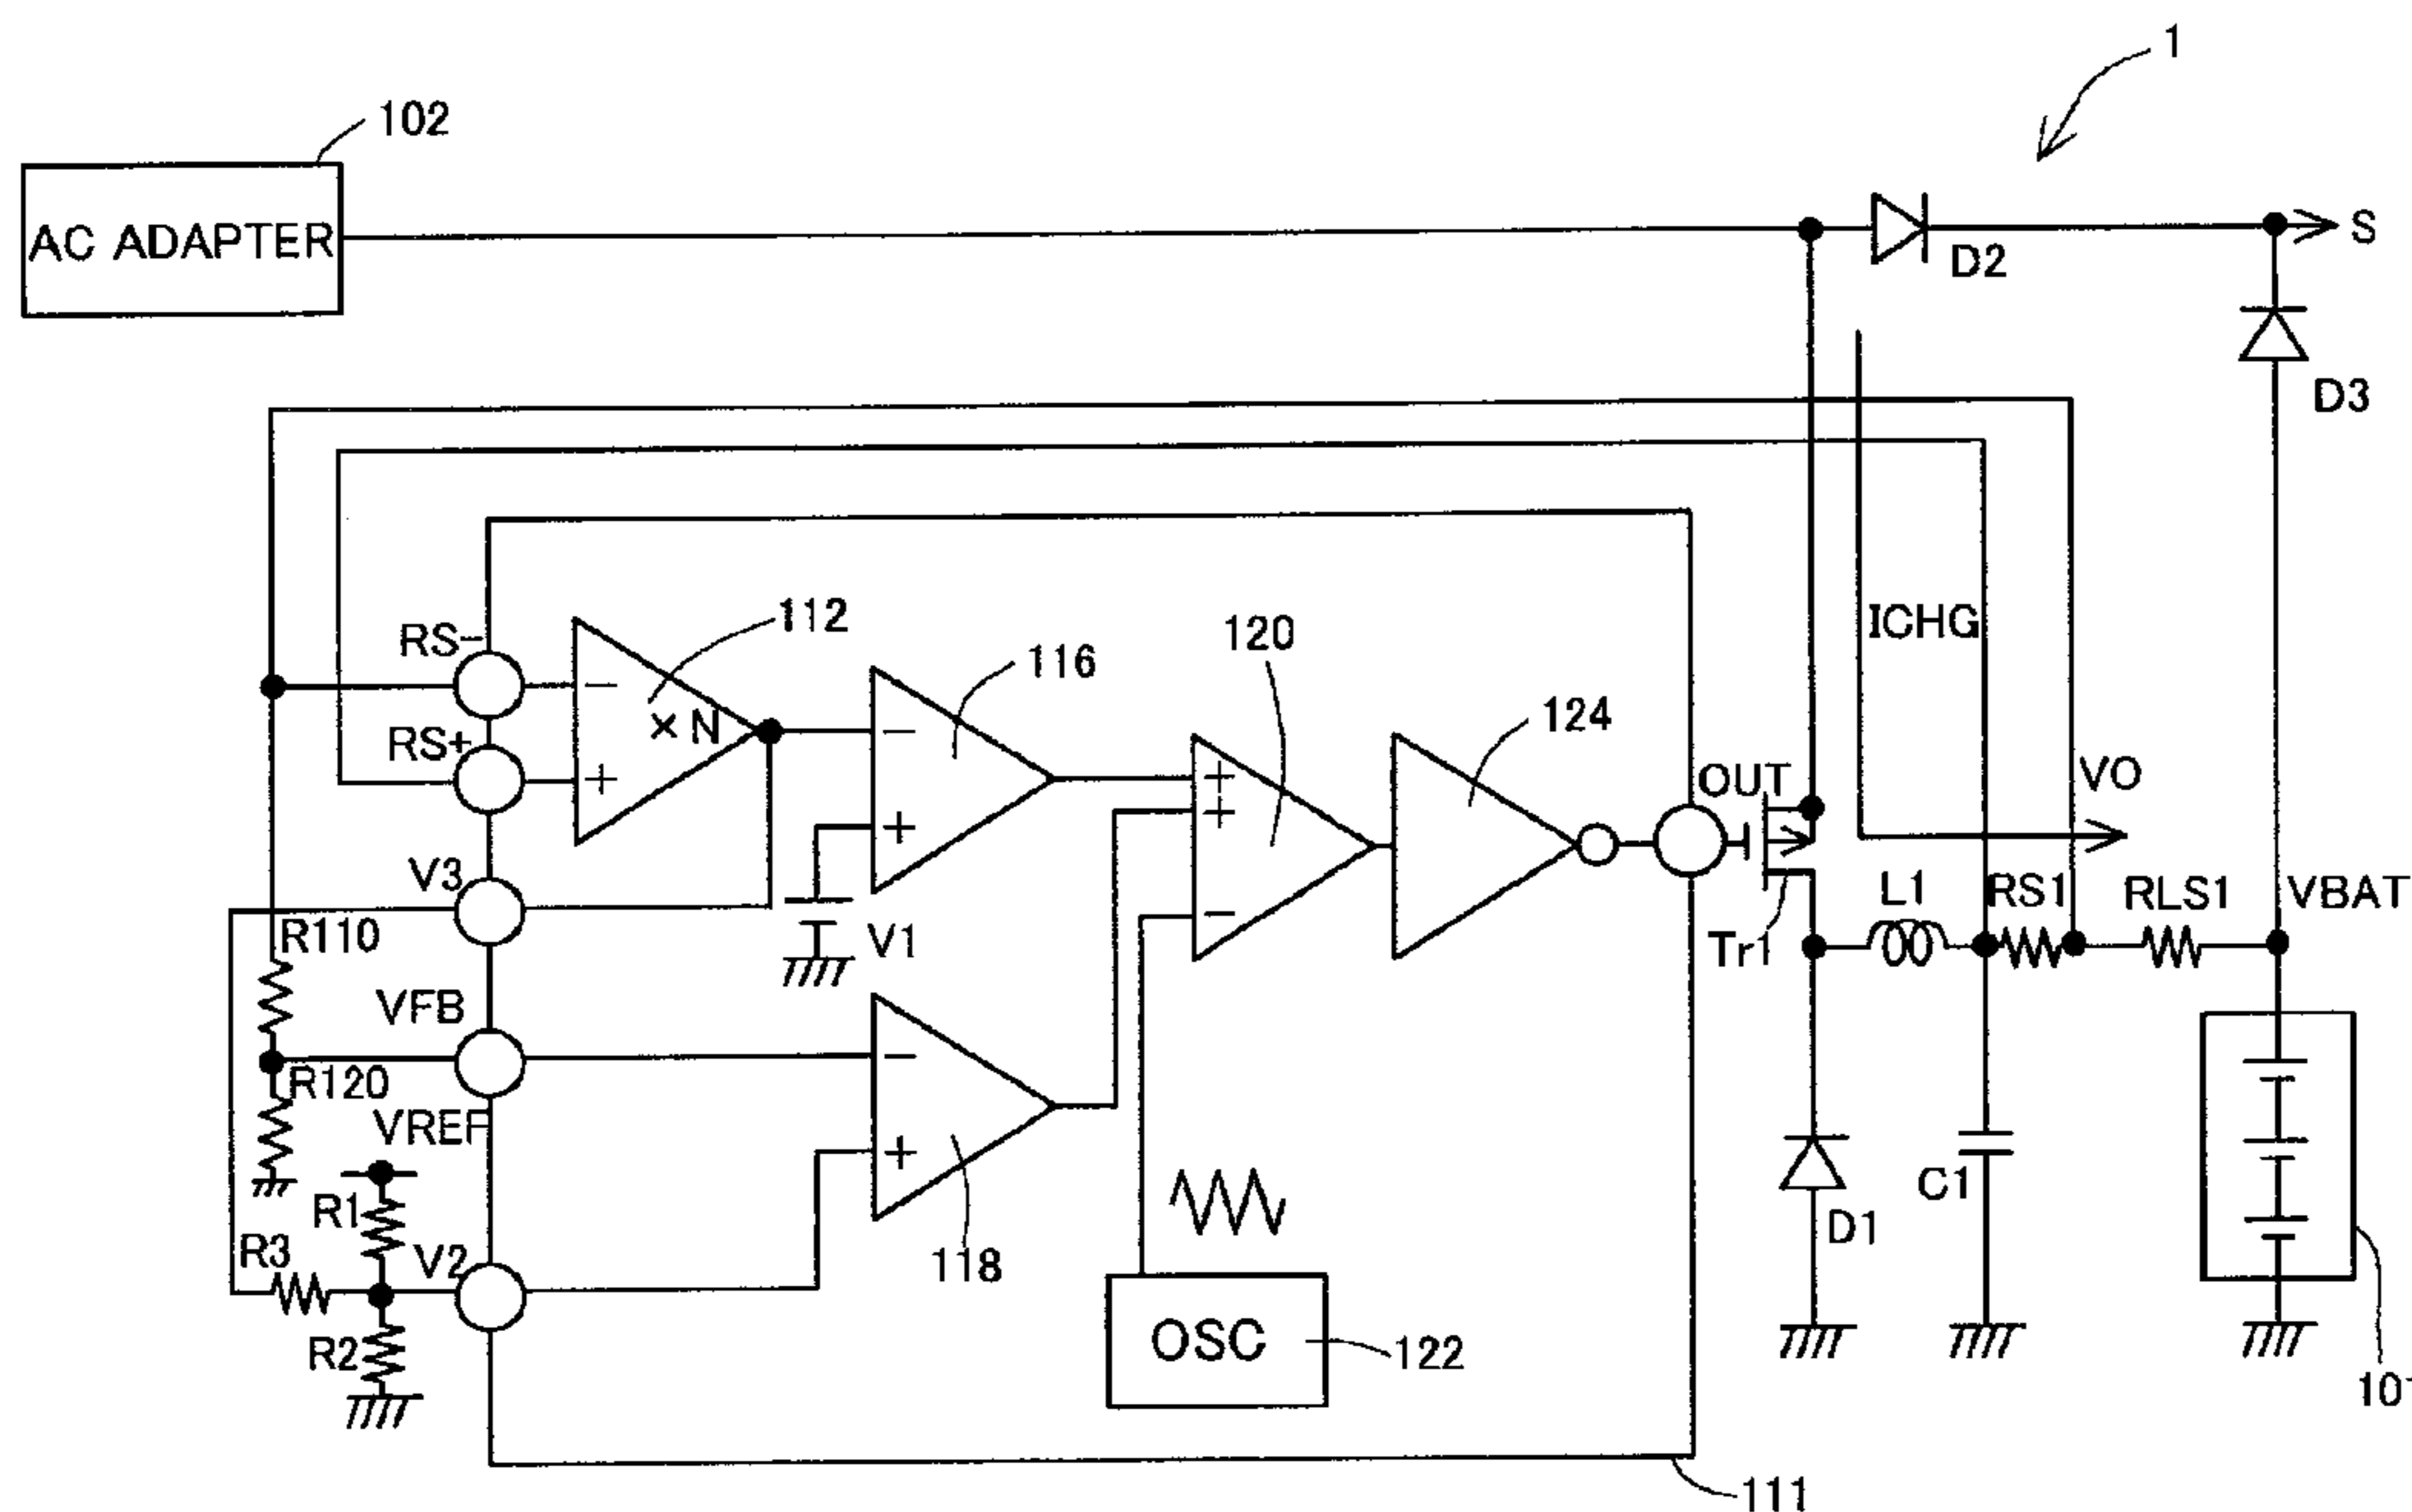 1
102
AC ADAPTER
S
D2
D3
ICHG
RS-
112
×N
116
120
124
RS+
OUT
VO
V3
R110
V1
Tr1
L1
RS1
RLS1
VBAT
VFB
R120
VREF
R1
R3
V2
R2
118
OSC
122
D1
C1
111